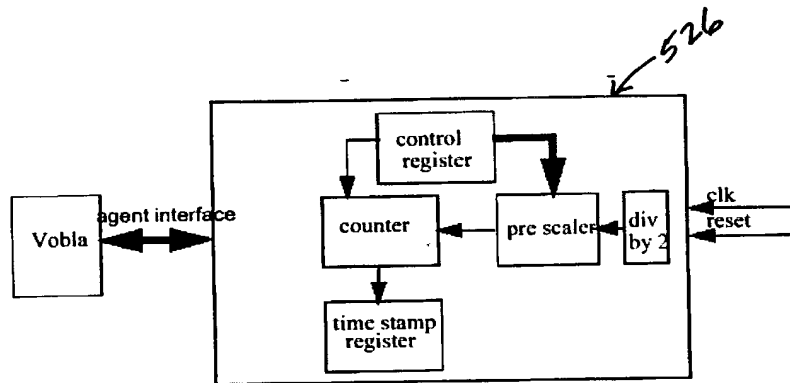 526
control
register
clk
reset
agent interface
Vobla
counter
pre scaler
div
by 2
time stamp
register